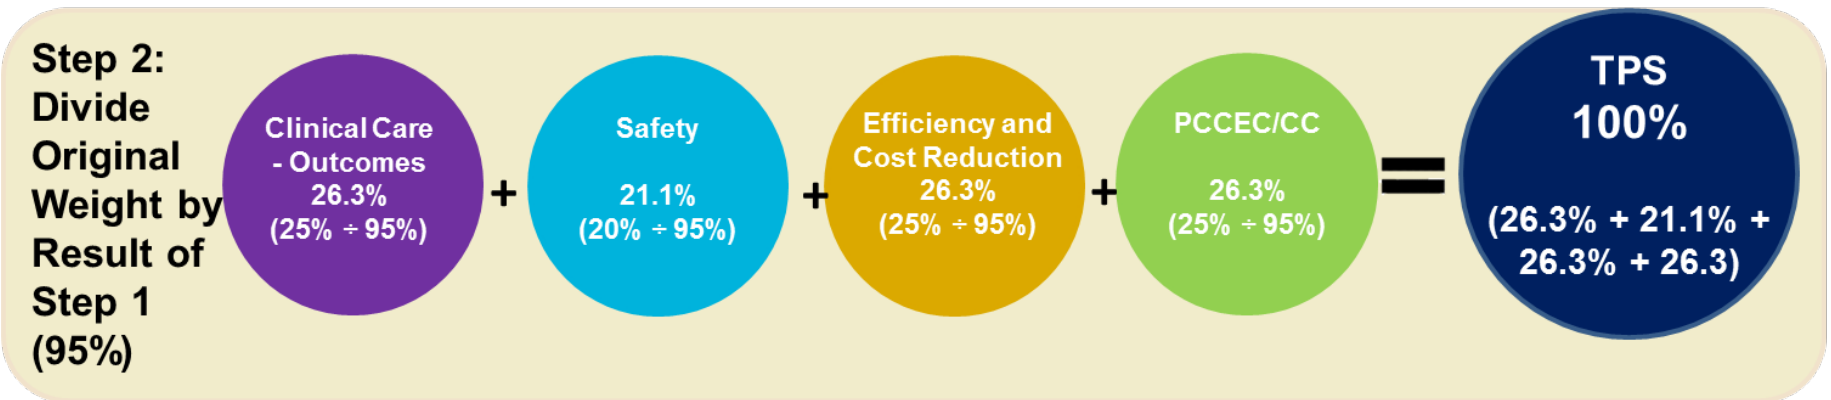 Step 2:
Divide
Original
Weight by
Result of
Step 1
(95%)
Clinical Care
- Outcomes
26.3%
(25% ÷ 95%)
+
Safety
21.1%
(20% ÷ 95%)
+
Efficiency and
Cost Reduction
26.3%
(25% ÷ 95%)
+
PCCEC/CC
26.3%
(25% ÷ 95%)
=
TPS
100%
(26.3% + 21.1% +
26.3% + 26.3)